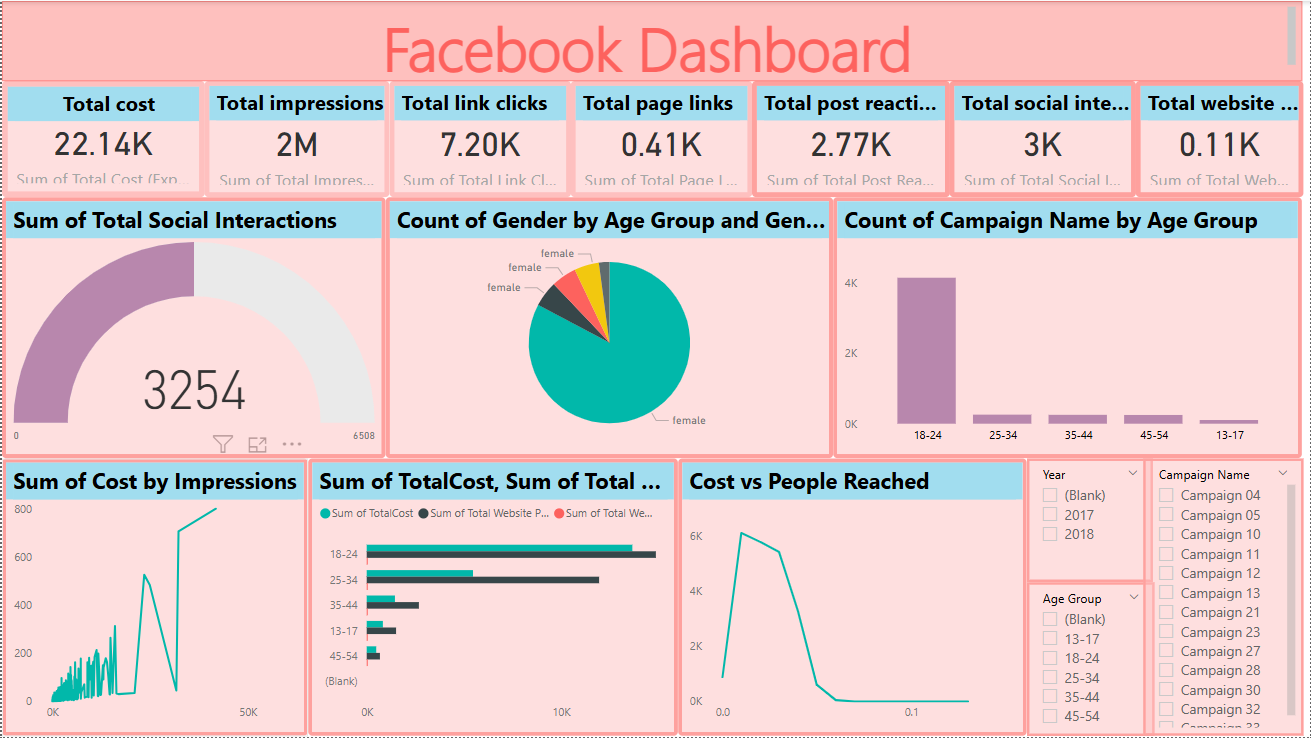 Facebook Dashboard
Total cost
22.14K
Sum of Total Cost (Exp...
Total impressions
2M
Sum of Total Impres...
Total link clicks
7.20K
Sum of Total Link Cl...
Total page links
0.41K
Sum of Total Page L...
Total post reacti...
2.77K
Sum of Total Post Rea...
Total social inte...
3K
Sum of Total Social I...
Total website ...
0.11K
Sum of Total Web...
Sum of Total Social Interactions
3254
0
6508
Count of Gender by Age Group and Gen...
female
female
female
female
Count of Campaign Name by Age Group
4K
2K
0K
18-24 25-34 35-44 45-54 13-17
Sum of Cost by Impressions
800
600
400
200
0
0K 50K
Sum of TotalCost, Sum of Total ...
Sum of TotalCost Sum of Total Website P... Sum of Total We...
18-24
25-34
35-44
13-17
45-54
(Blank)
0K 10K
Cost vs People Reached
6K
4K
2K
0K
0.0 0.1
Year
(Blank)
2017
2018
Age Group
(Blank)
13-17
18-24
25-34
35-44
45-54
Campaign Name
Campaign 04
Campaign 05
Campaign 10
Campaign 11
Campaign 12
Campaign 13
Campaign 21
Campaign 23
Campaign 27
Campaign 28
Campaign 30
Campaign 32
Campaign 33